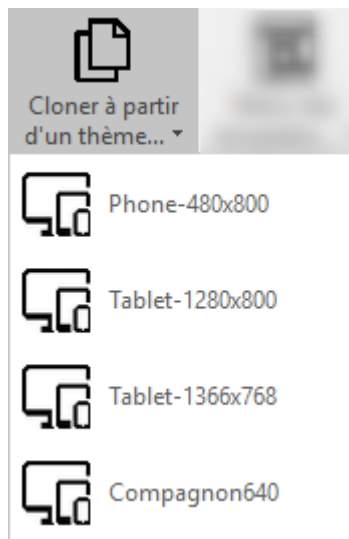 Cloner à partir
d'un thème...
Phone-480x800
Tablet-1280x800
Tablet-1366x768
Compagnon640